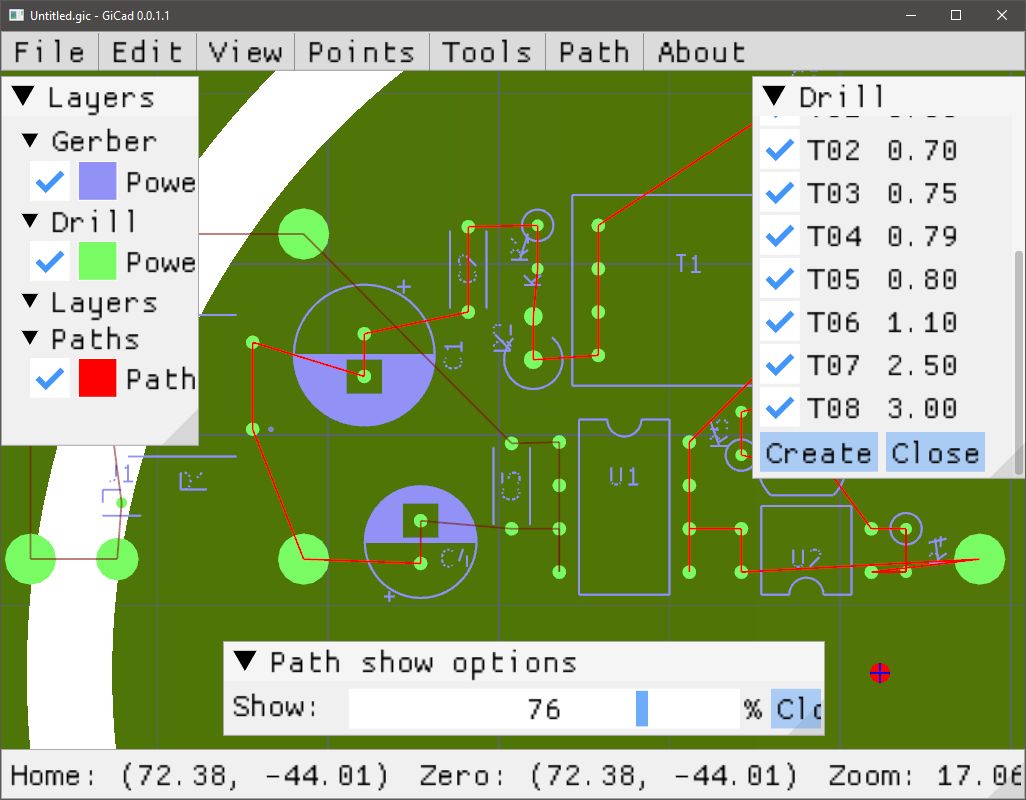 Untitled.gic - GiCad 0.0.1.1
File Edit View Points Tools Path About
Layers
Gerber
Powe
Drill
Powe
Layers
Paths
Path
Drill
T02 0.70
T03 0.75
T04 0.79
T05 0.80
T06 1.10
T07 2.50
T08 3.00
Create Close
T1
C1
U1
C3
C4
U2
Path show options
Show: 76 %
Home: (72.38, -44.01) Zero: (72.38, -44.01) Zoom: 17.06